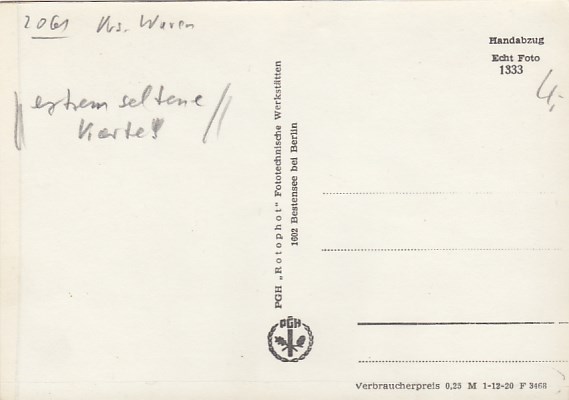 2061 Krs. Waren
// extrem seltene //
Karte!
Handabzug
Echt Foto
1333
4,-
PGH „Rotophot“ Fototechnische Werkstätten
1602 Bestensee bei Berlin
PGH
Verbraucherpreis 0,25 M 1-12-20 F 3468